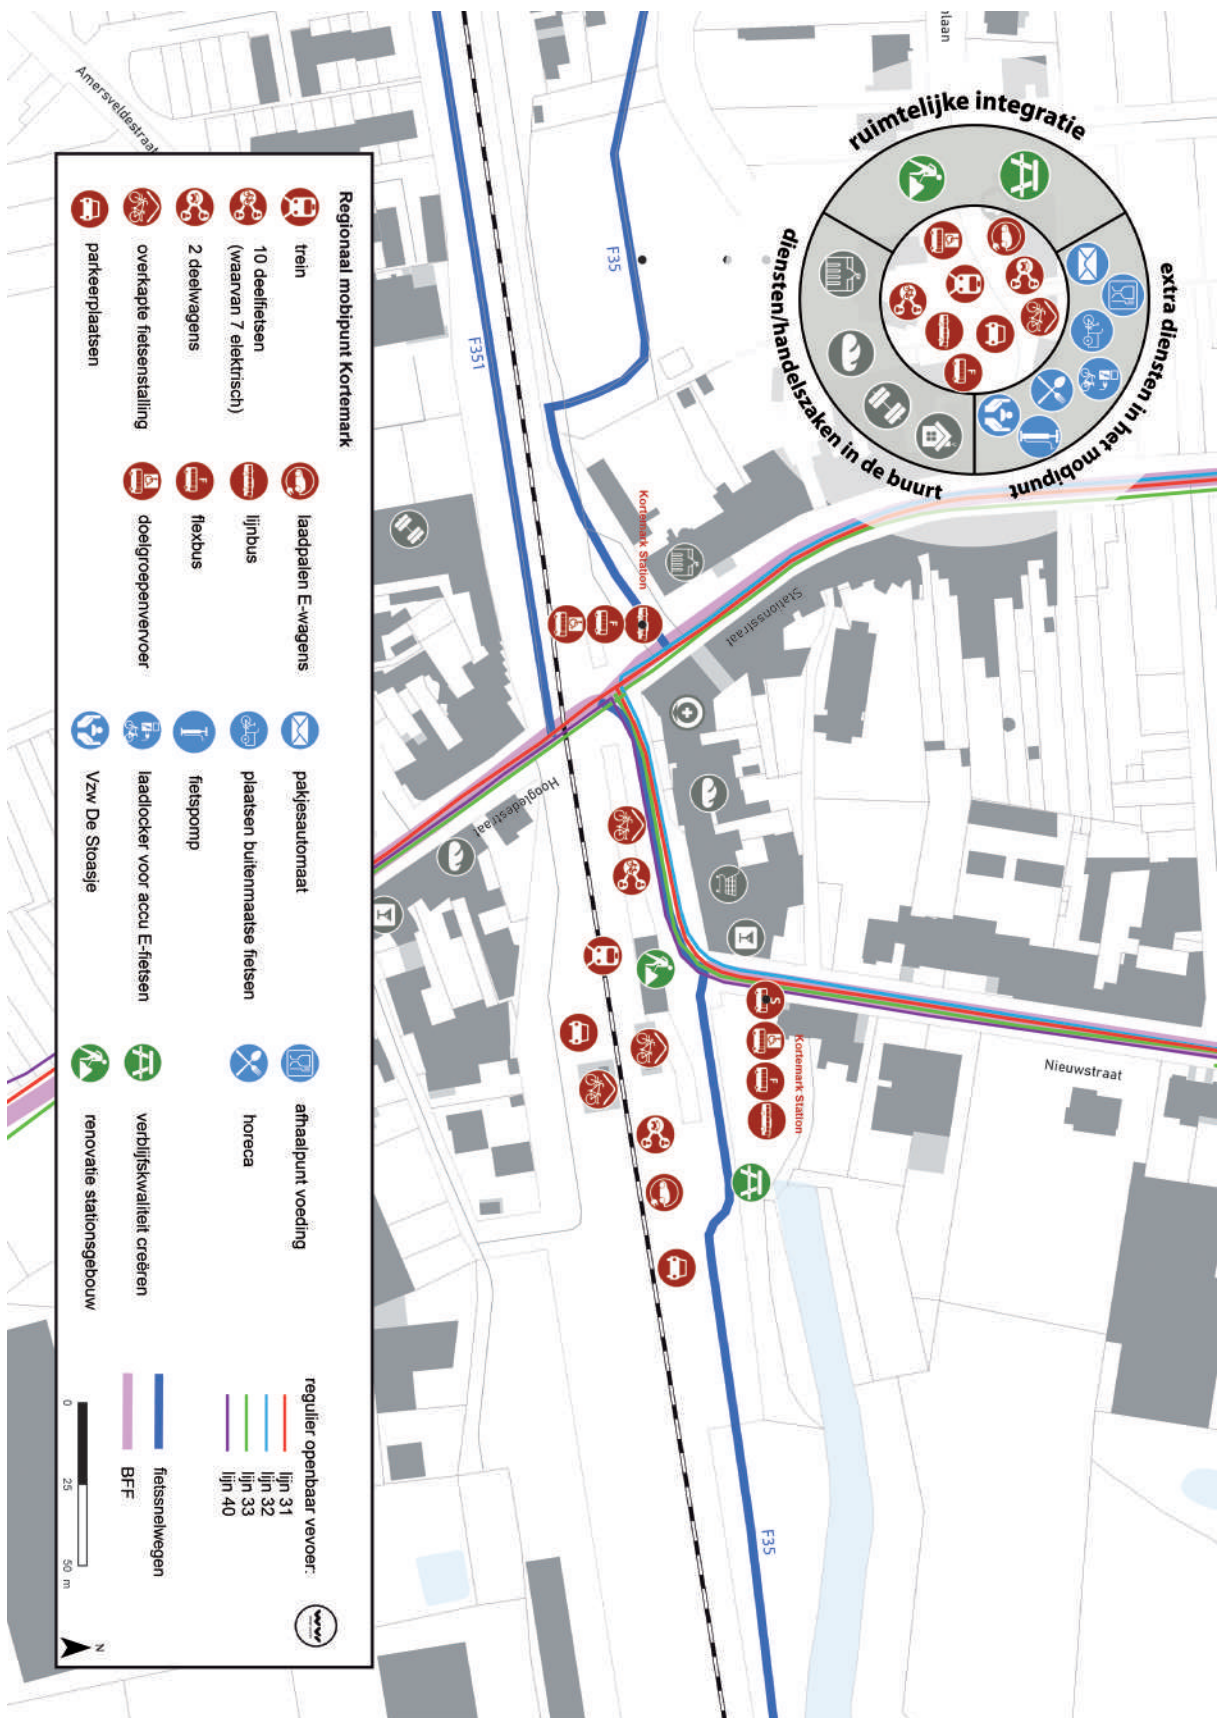 ruimtelijke integratie
extra diensten in het mobipunt
diensten/handelszaken in de buurt
Amersveldestraat
F35
F351
Kortemark Station
Stationsstraat
Hoogledestraat
S
Kortemark Station
Nieuwstraat
F35
Regionaal mobipunt Kortemark
trein
10 deelfietsen
(waarvan 7 elektrisch)
2 deelwagens
overkapte fietsenstalling
parkeerplaatsen
laadpalen E-wagens
lijnbus
flexbus
doelgroepenvervoer
pakjesautomaat
plaatsen buitenmaatse fietsen
fietspomp
laadlocker voor accu E-fietsen
Vzw De Stoasje
afhaalpunt voeding
horeca
verblijfskwaliteit creëren
renovatie stationsgebouw
regulier openbaar vevoer:
lijn 31
lijn 32
lijn 33
lijn 40
fietssnelwegen
BFF
0 25 50 m
N